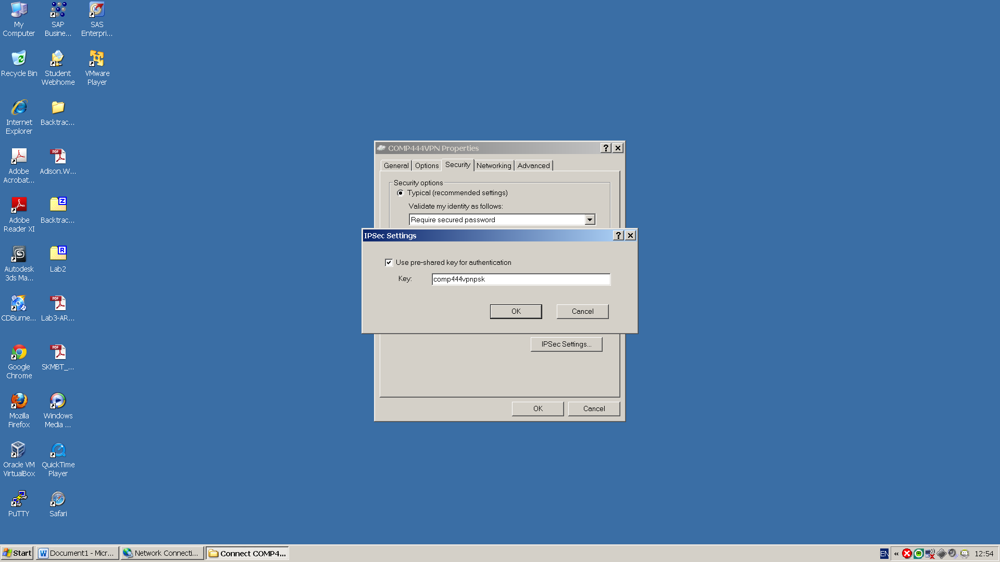 My
Computer
SAP
Busine...
SAS
Enterpri...
Recycle Bin
Student
Webhome
VMware
Player
Internet
Explorer
Backtrac...
Adobe
Acrobat...
PDF
Adison.W...
Adobe
Reader XI
Z
Backtrac...
Autodesk
3ds Ma...
R
Lab2
CDBurne...
PDF
Lab3-AR...
Google
Chrome
PDF
SKMBT_...
Mozilla
Firefox
Windows
Media ...
Oracle VM
VirtualBox
QuickTime
Player
PuTTY
Safari
COMP444VPN Properties
General Options Security Networking Advanced
Security options
Typical (recommended settings)
Validate my identity as follows:
Require secured password
IPSec Settings
Use pre-shared key for authentication
Key: comp444vpnpsk
OK Cancel
IPSec Settings...
OK Cancel
Start Document1 - Micr... Network Connecti... Connect COMP4... EN « 12:54